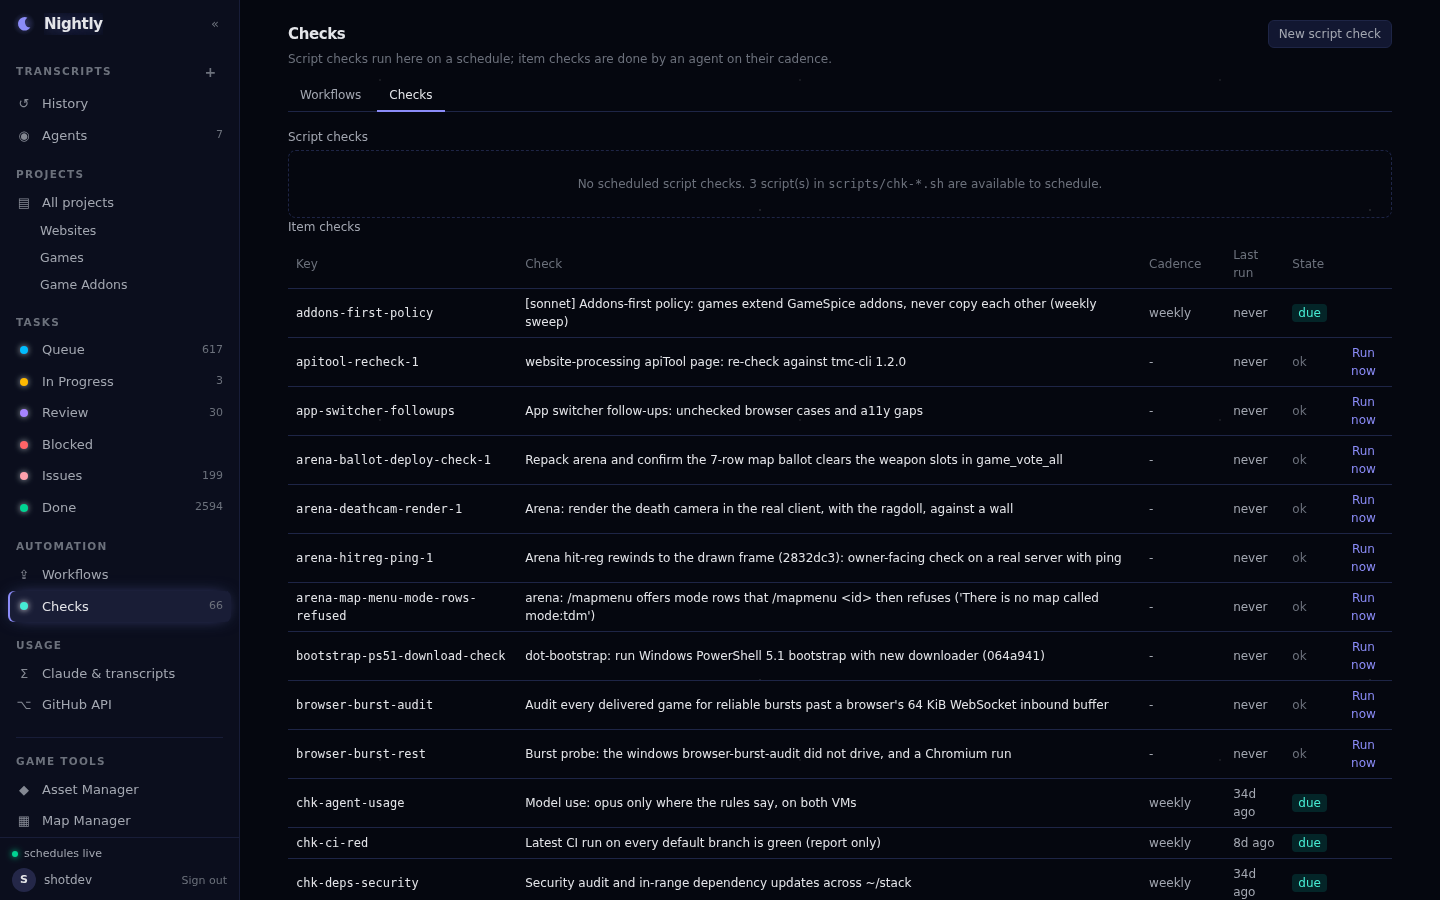 Nightly
«
TRANSCRIPTS
+
History
Agents 7
PROJECTS
All projects
Websites
Games
Game Addons
TASKS
Queue 617
In Progress 3
Review 30
Blocked
Issues 199
Done 2594
AUTOMATION
Workflows
Checks 66
USAGE
Σ Claude & transcripts
GitHub API
GAME TOOLS
Asset Manager
Map Manager
schedules live
S shotdev Sign out
Checks
New script check
Script checks run here on a schedule; item checks are done by an agent on their cadence.
Workflows Checks
Script checks
No scheduled script checks. 3 script(s) in scripts/chk-*.sh are available to schedule.
Item checks
Key Check Cadence Last run State
addons-first-policy [sonnet] Addons-first policy: games extend GameSpice addons, never copy each other (weekly
sweep) weekly never due
apitool-recheck-1 website-processing apiTool page: re-check against tmc-cli 1.2.0 - never ok Run now
app-switcher-followups App switcher follow-ups: unchecked browser cases and a11y gaps - never ok Run now
arena-ballot-deploy-check-1 Repack arena and confirm the 7-row map ballot clears the weapon slots in game_vote_all - never ok Run now
arena-deathcam-render-1 Arena: render the death camera in the real client, with the ragdoll, against a wall - never ok Run now
arena-hitreg-ping-1 Arena hit-reg rewinds to the drawn frame (2832dc3): owner-facing check on a real server with ping - never ok Run now
arena-map-menu-mode-rows-
refused arena: /mapmenu offers mode rows that /mapmenu <id> then refuses ('There is no map called
mode:tdm') - never ok Run now
bootstrap-ps51-download-check dot-bootstrap: run Windows PowerShell 5.1 bootstrap with new downloader (064a941) - never ok Run now
browser-burst-audit Audit every delivered game for reliable bursts past a browser's 64 KiB WebSocket inbound buffer - never ok Run now
browser-burst-rest Burst probe: the windows browser-burst-audit did not drive, and a Chromium run - never ok Run now
chk-agent-usage Model use: opus only where the rules say, on both VMs weekly 34d ago due
chk-ci-red Latest CI run on every default branch is green (report only) weekly 8d ago due
chk-deps-security Security audit and in-range dependency updates across ~/stack weekly 34d ago due